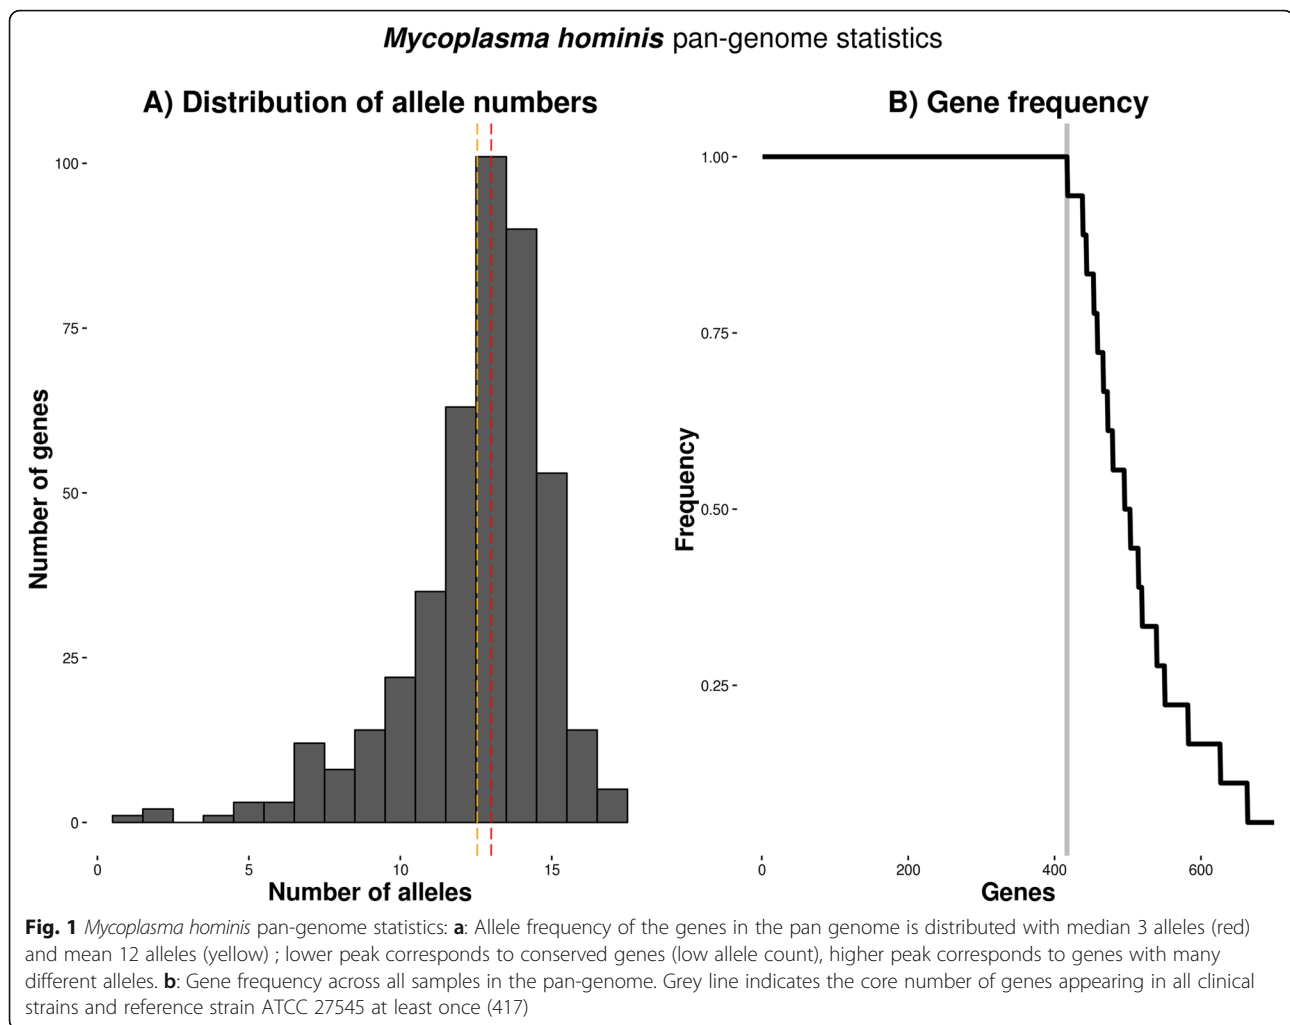 Mycoplasma hominis pan-genome statistics
A) Distribution of allele numbers
100
75
50
25
0
Number of genes
0 5 10 15
Number of alleles
B) Gene frequency
1.00
0.75
0.50
0.25
Frequency
0 200 400 600
Genes
Fig. 1 Mycoplasma hominis pan-genome statistics: a: Allele frequency of the genes in the pan genome is distributed with median 3 alleles (red)
and mean 12 alleles (yellow) ; lower peak corresponds to conserved genes (low allele count), higher peak corresponds to genes with many
different alleles. b: Gene frequency across all samples in the pan-genome. Grey line indicates the core number of genes appearing in all clinical
strains and reference strain ATCC 27545 at least once (417)